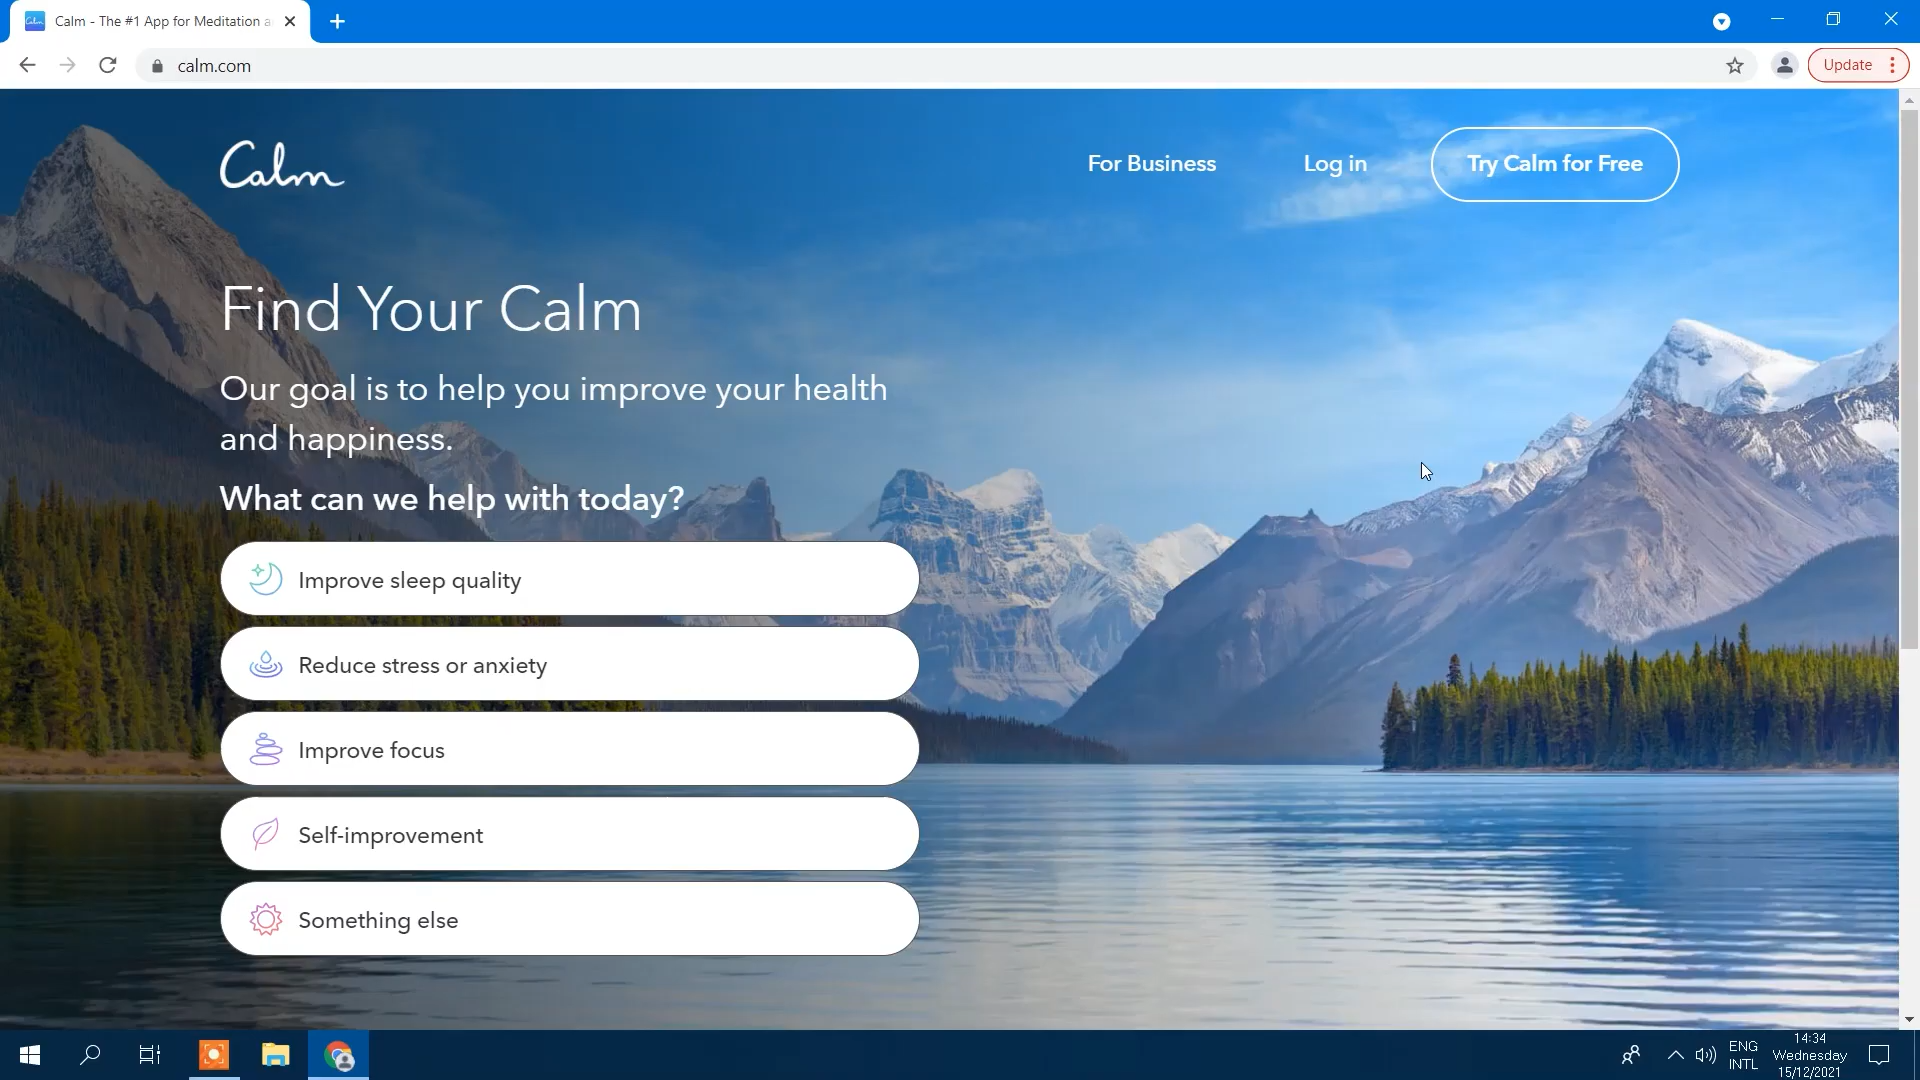 Calm - The #1 App for Meditation a
calm.com
Update
Calm
For Business
Log in
Try Calm for Free
Find Your Calm
Our goal is to help you improve your health
and happiness.
What can we help with today?
Improve sleep quality
Reduce stress or anxiety
Improve focus
Self-improvement
Something else
ENG
INTL
14:34
Wednesday
15/12/2021